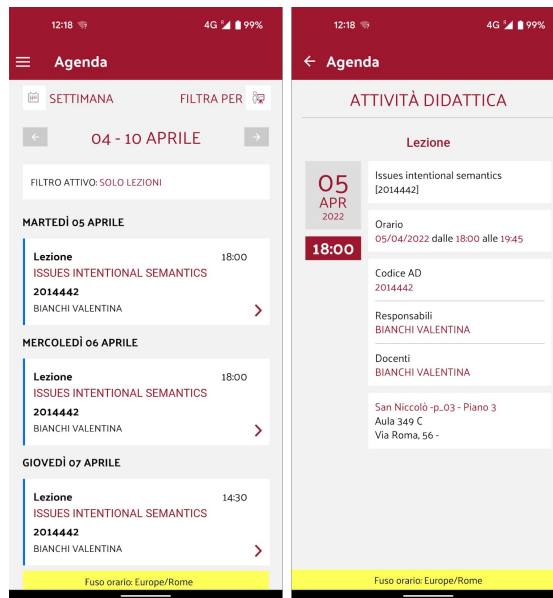 12:18
4G
99%
Agenda
SETTIMANA
FILTRA PER
04 - 10 APRILE
FILTRO ATTIVO: SOLO LEZIONI
MARTEDÌ 05 APRILE
Lezione 18:00
ISSUES INTENTIONAL SEMANTICS
2014442
BIANCHI VALENTINA
MERCOLEDÌ 06 APRILE
Lezione 18:00
ISSUES INTENTIONAL SEMANTICS
2014442
BIANCHI VALENTINA
GIOVEDÌ 07 APRILE
Lezione 14:30
ISSUES INTENTIONAL SEMANTICS
2014442
BIANCHI VALENTINA
Fuso orario: Europe/Rome
12:18
4G
99%
Agenda
ATTIVITÀ DIDATTICA
Lezione
05
APR
2022
18:00
Issues intentional semantics
[2014442]
Orario
05/04/2022 dalle 18:00 alle 19:45
Codice AD
2014442
Responsabili
BIANCHI VALENTINA
Docenti
BIANCHI VALENTINA
San Niccolò -p_03 - Piano 3
Aula 349 C
Via Roma, 56 -
Fuso orario: Europe/Rome